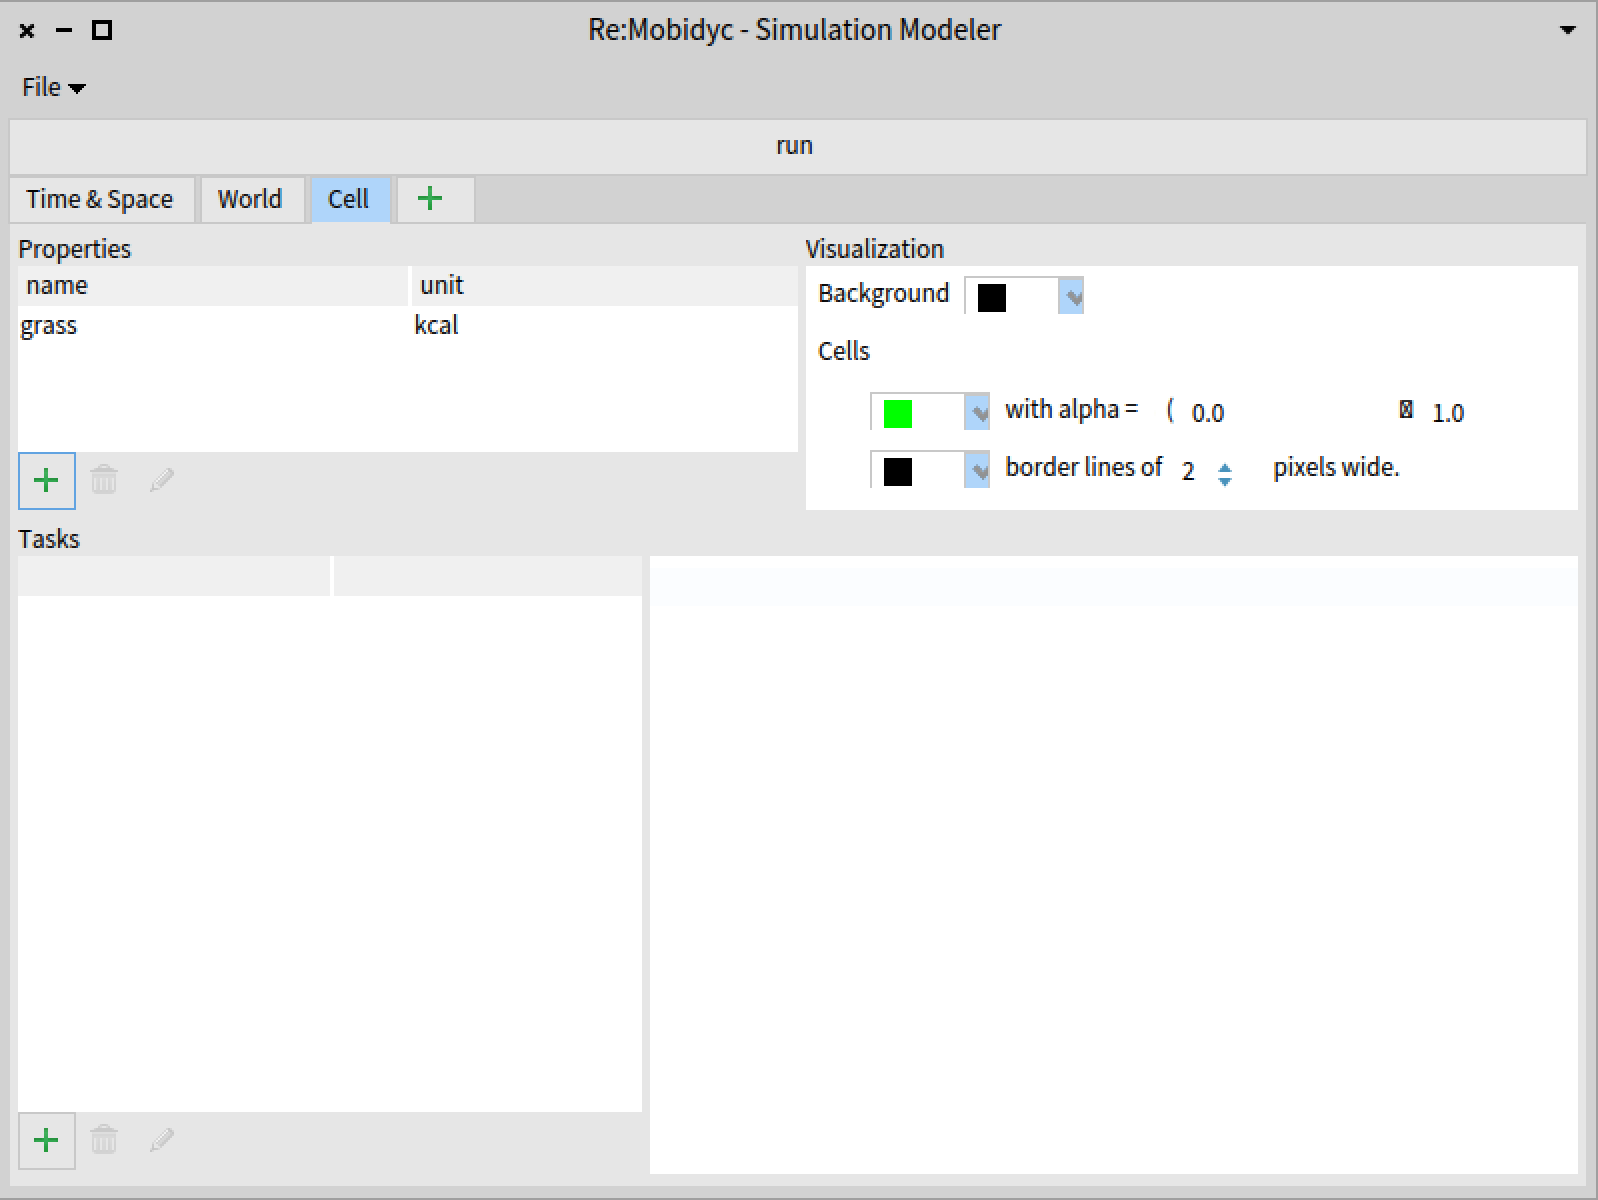 Re:Mobidyc - Simulation Modeler
File
run
Time & Space World Cell
Properties
name unit
grass kcal
Visualization
Background
Cells
with alpha = ( 0.0 1.0
border lines of 2 pixels wide.
Tasks